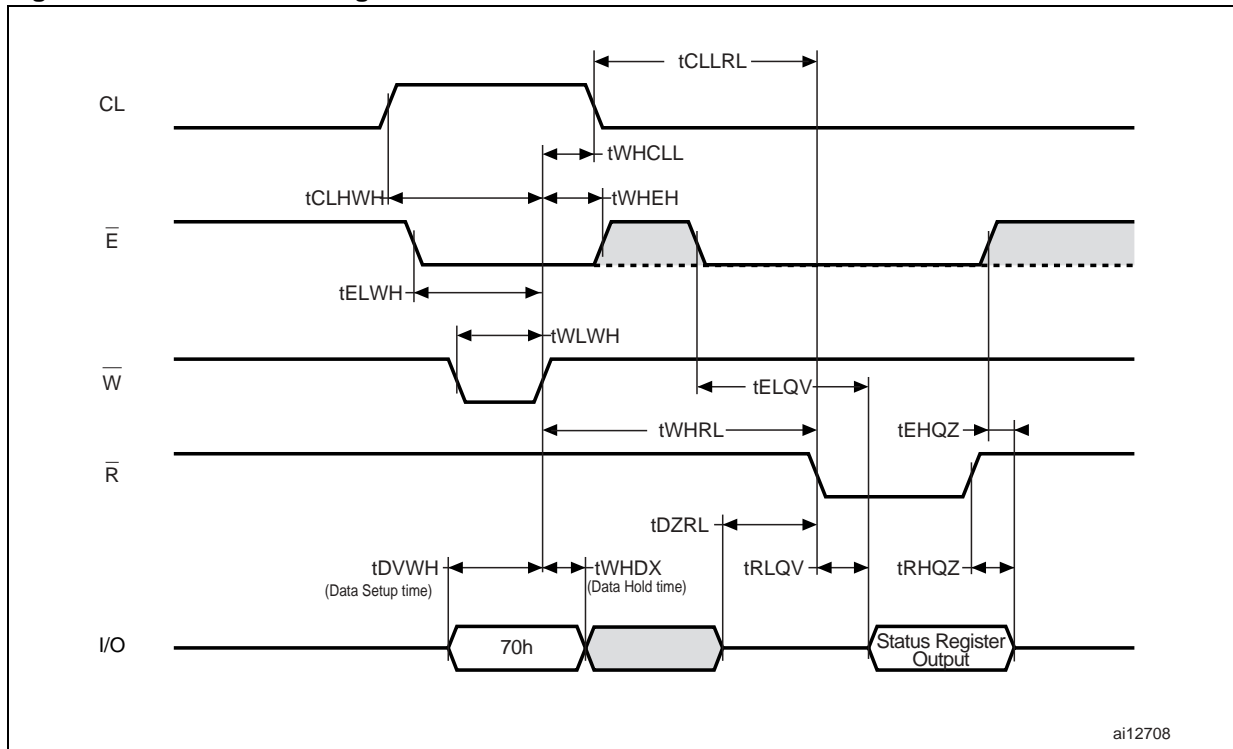 tCLLRL
CL
tWHCLL
tCLHWH
tWHEH
E
tELWH
tWLWH
W
tELQV
tWHRL
tEHQZ
R
tDZRL
tDVWH
(Data Setup time)
tWHDX
(Data Hold time)
tRLQV
tRHQZ
I/O
70h
Status Register
Output
ai12708